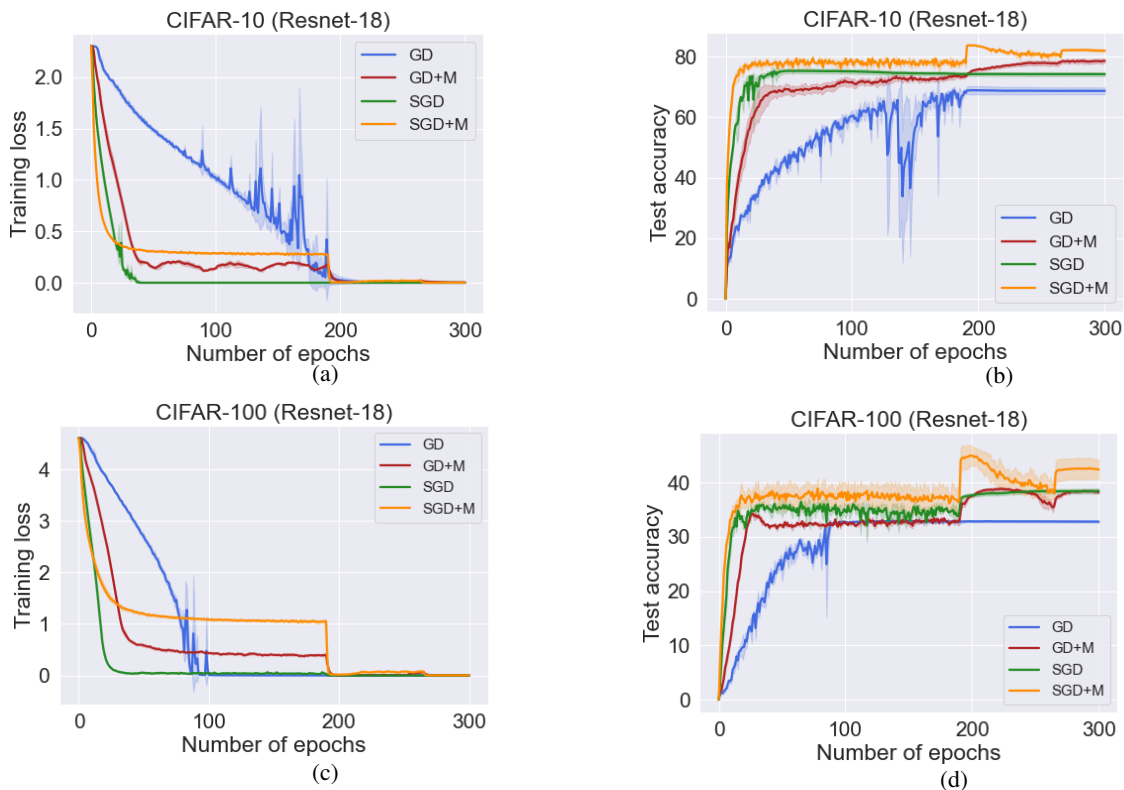 CIFAR-10 (Resnet-18)
Training loss
2.0
1.5
1.0
0.5
0.0
GD
GD+M
SGD
SGD+M
0 100 200 300
Number of epochs
(a)
CIFAR-10 (Resnet-18)
Test accuracy
80
60
40
20
0
GD
GD+M
SGD
SGD+M
0 100 200 300
Number of epochs
(b)
CIFAR-100 (Resnet-18)
Training loss
4
3
2
1
0
GD
GD+M
SGD
SGD+M
0 100 200 300
Number of epochs
(c)
CIFAR-100 (Resnet-18)
Test accuracy
40
30
20
10
0
GD
GD+M
SGD
SGD+M
0 100 200 300
Number of epochs
(d)